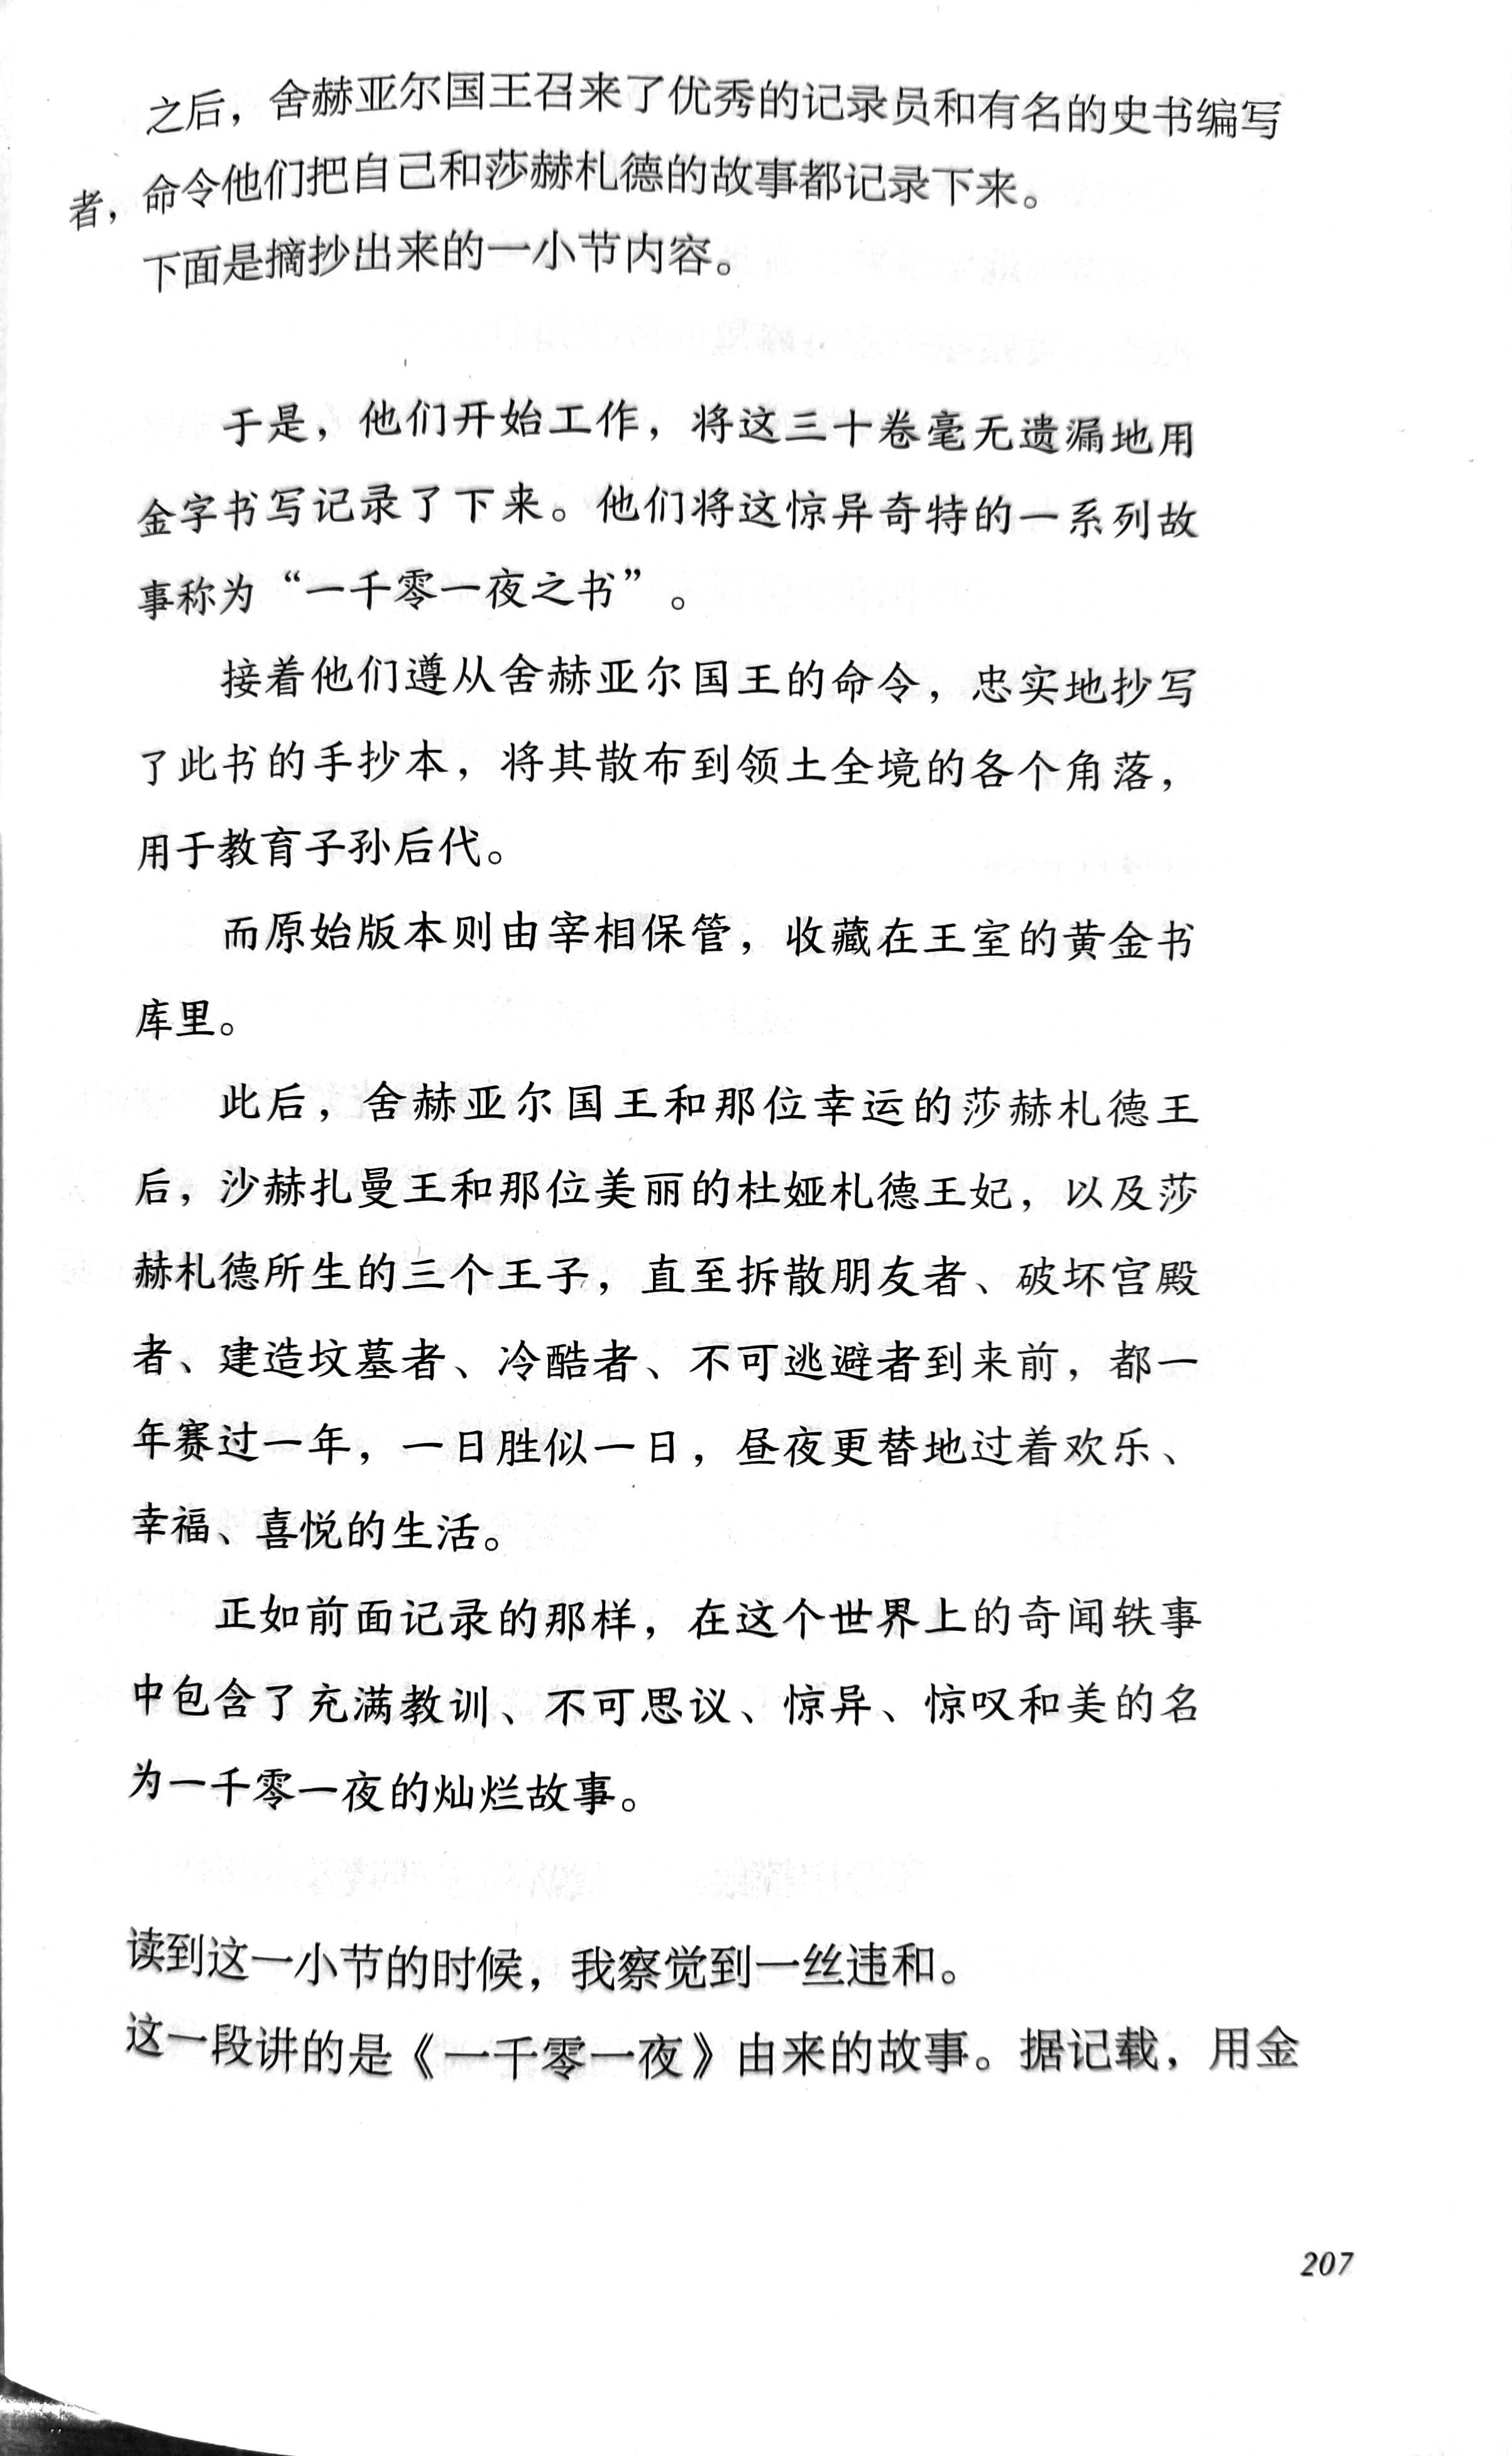 之后，舍赫亚尔国王召来了优秀的记录员和有名的史书编写
者，命令他们把自己和莎赫札德的故事都记录下来。
下面是摘抄出来的一小节内容。
于是，他们开始工作，将这三十卷毫无遗漏地用
金字书写记录了下来。他们将这惊异奇特的一系列故
事称为“一千零一夜之书”。
接着他们遵从舍赫亚尔国王的命令，忠实地抄写
了此书的手抄本，将其散布到领土全境的各个角落，
用于教育子孙后代。
而原始版本则由宰相保管，收藏在王室的黄金书
库里。
此后，舍赫亚尔国王和那位幸运的莎赫札德王
后，沙赫扎曼王和那位美丽的杜娅札德王妃，以及莎
赫札德所生的三个王子，直至拆散朋友者、破坏宫殿
者、建造坟墓者、冷酷者、不可逃避者到来前，都一
年赛过一年，一日胜似一日，昼夜更替地过着欢乐、
幸福、喜悦的生活。
正如前面记录的那样，在这个世界上的奇闻轶事
中包含了充满教训、不可思议、惊异、惊叹和美的名
为一千零一夜的灿烂故事。
读到这一小节的时候，我察觉到一丝违和。
这一段讲的是《一千零一夜》由来的故事。据记载，用金
207